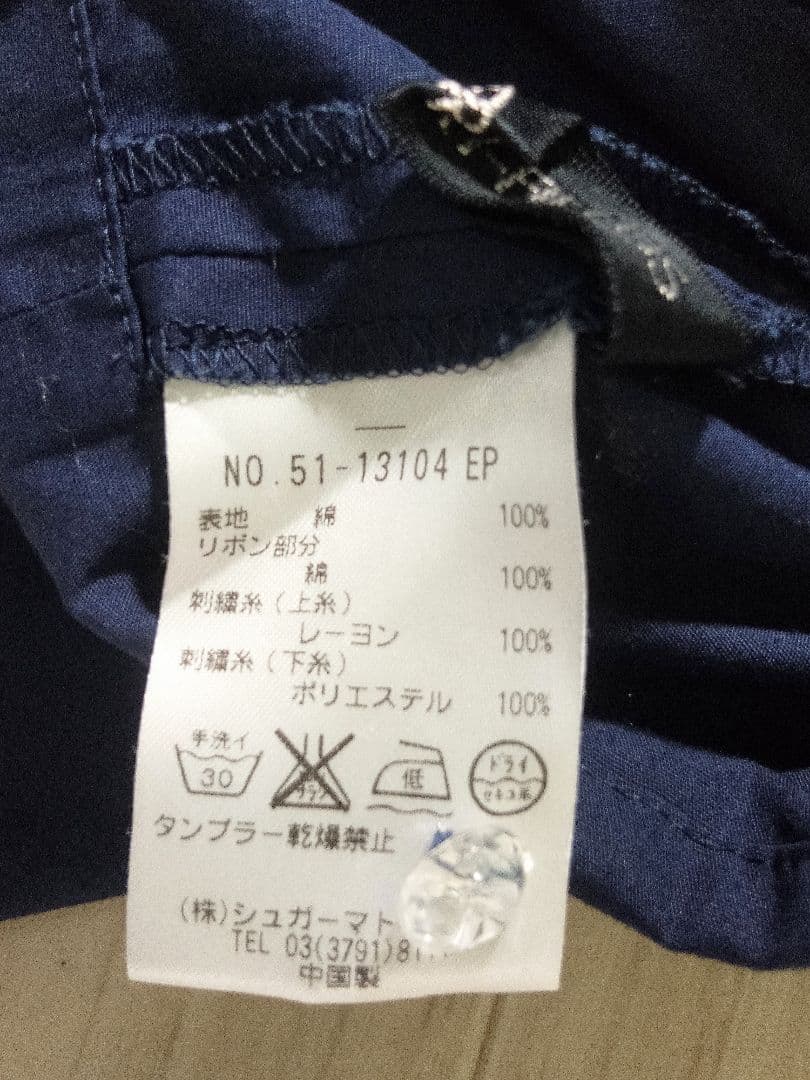 NO.51-13104 EP
表地 綿 100%
リボン部分
綿 100%
刺繍糸(上糸)
レーヨン 100%
刺繍糸(下糸)
ポリエステル 100%
手洗イ 30 低 ドライ セキユ系
タンブラー乾燥禁止
(株)シュガーマト
TEL 03(3791)81
中国製